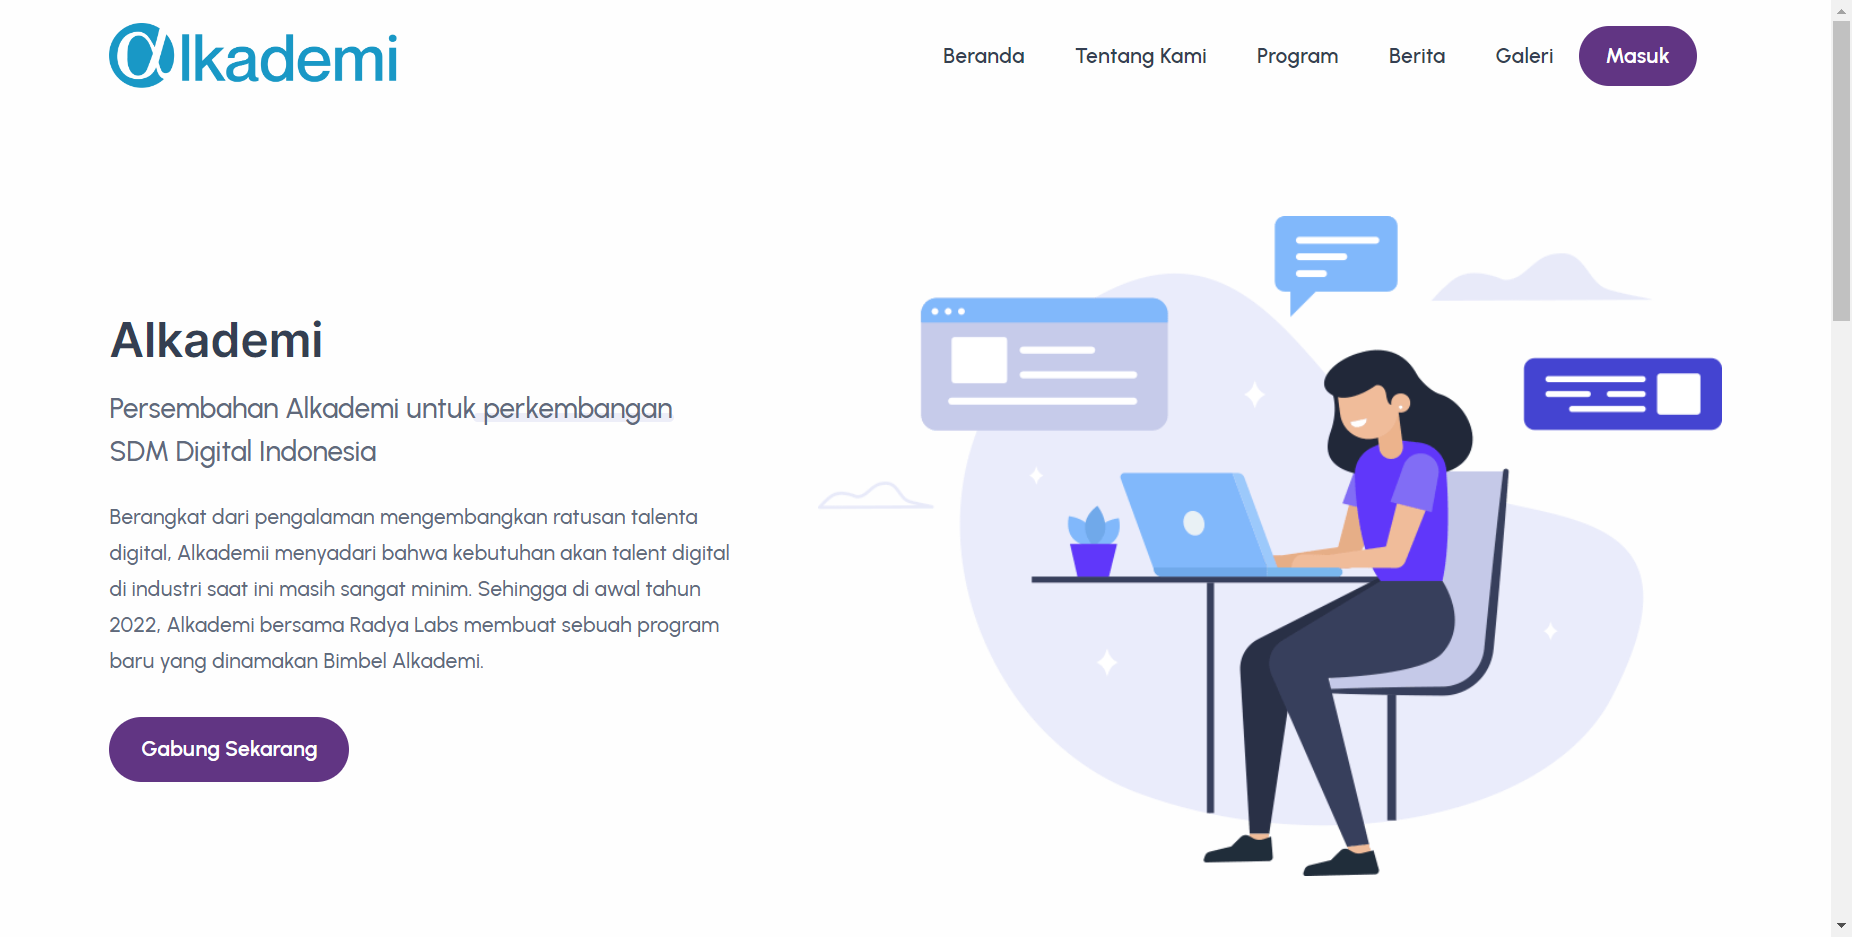 αlkademi
Beranda Tentang Kami Program Berita Galeri Masuk
Alkademi
Persembahan Alkademi untuk perkembangan
SDM Digital Indonesia
Berangkat dari pengalaman mengembangkan ratusan talenta
digital, Alkademii menyadari bahwa kebutuhan akan talent digital
di industri saat ini masih sangat minim. Sehingga di awal tahun
2022, Alkademi bersama Radya Labs membuat sebuah program
baru yang dinamakan Bimbel Alkademi.
Gabung Sekarang